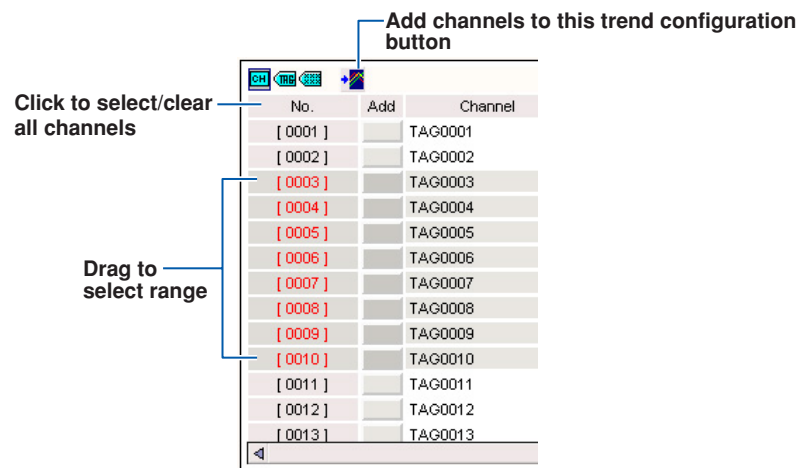 Add channels to this trend configuration
button
CH TAG XXX
Click to select/clear
all channels
No. Add Channel
[ 0001 ] TAG0001
[ 0002 ] TAG0002
[ 0003 ] TAG0003
[ 0004 ] TAG0004
[ 0005 ] TAG0005
[ 0006 ] TAG0006
Drag to
select range
[ 0007 ] TAG0007
[ 0008 ] TAG0008
[ 0009 ] TAG0009
[ 0010 ] TAG0010
[ 0011 ] TAG0011
[ 0012 ] TAG0012
[ 0013 ] TAG0013